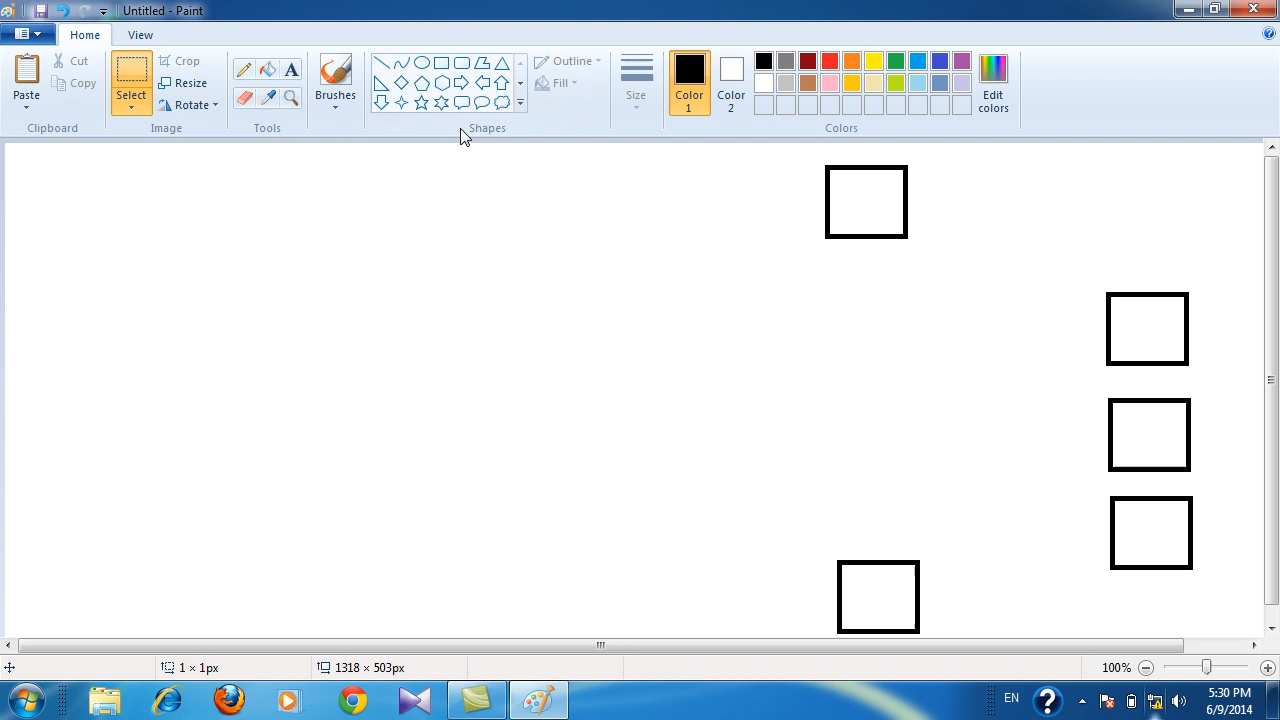 Untitled - Paint
Home
View
Paste
Cut
Copy
Clipboard
Select
Crop
Resize
Rotate
Image
Tools
Brushes
Shapes
Outline
Fill
Size
Color 1
Color 2
Edit colors
Colors
1 × 1px
1318 × 503px
100%
EN
5:30 PM
6/9/2014